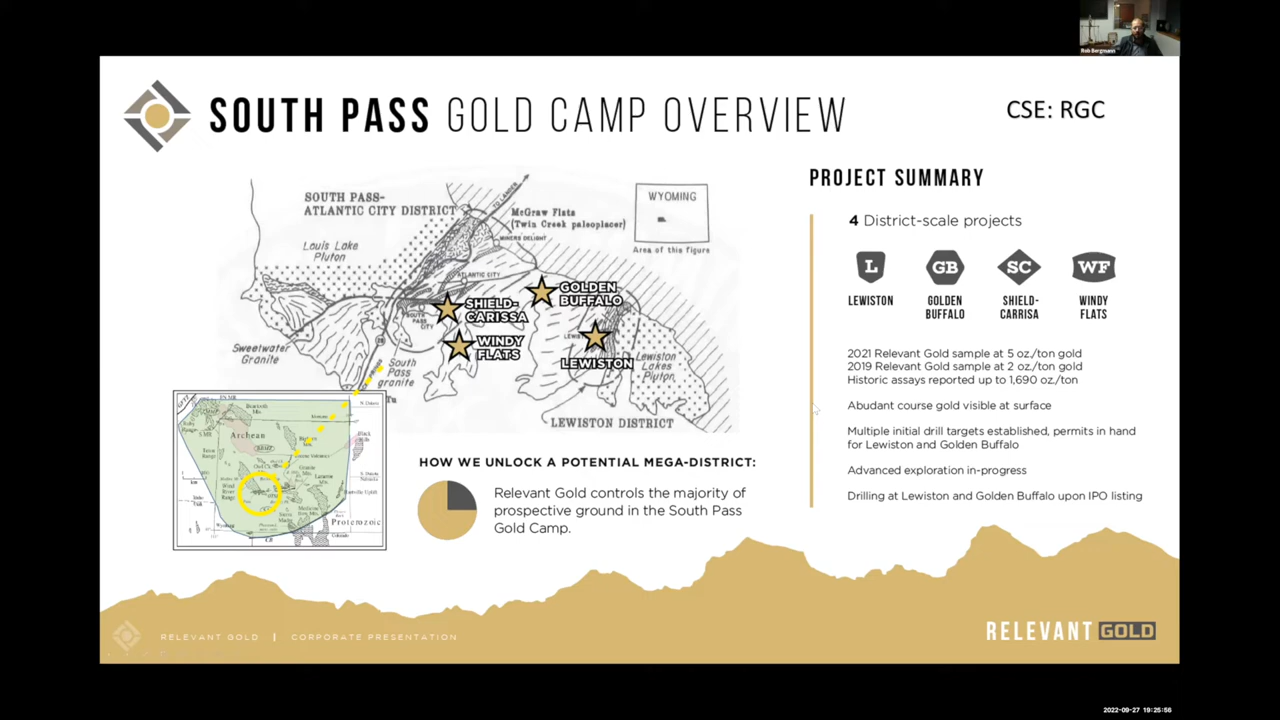 Rob Bergmann
SOUTH PASS GOLD CAMP OVERVIEW
CSE: RGC
SOUTH PASS-
ATLANTIC CITY DISTRICT
TO LANDER
McGraw Flats
(Twin Creek paleoplacer)
MINERS DELIGHT
WYOMING
Area of this figure
Louis Lake
Pluton
ATLANTIC CITY
SOUTH
PASS
CITY
SHIELD-
CARISSA
GOLDEN
BUFFALO
WINDY
FLATS
LEWISTON
Sweetwater
Granite
South
Pass
granite
Lewiston
Lakes
Pluton
LEWISTON DISTRICT
Archean
Proterozoic
HOW WE UNLOCK A POTENTIAL MEGA-DISTRICT:
Relevant Gold controls the majority of
prospective ground in the South Pass
Gold Camp.
PROJECT SUMMARY
4 District-scale projects
L
GB
SC
WF
LEWISTON
GOLDEN
BUFFALO
SHIELD-
CARRISA
WINDY
FLATS
2021 Relevant Gold sample at 5 oz./ton gold
2019 Relevant Gold sample at 2 oz./ton gold
Historic assays reported up to 1,690 oz./ton
Abudant course gold visible at surface
Multiple initial drill targets established, permits in hand
for Lewiston and Golden Buffalo
Advanced exploration in-progress
Drilling at Lewiston and Golden Buffalo upon IPO listing
RELEVANT GOLD | CORPORATE PRESENTATION
RELEVANT GOLD
2022-09-27 19:25:56